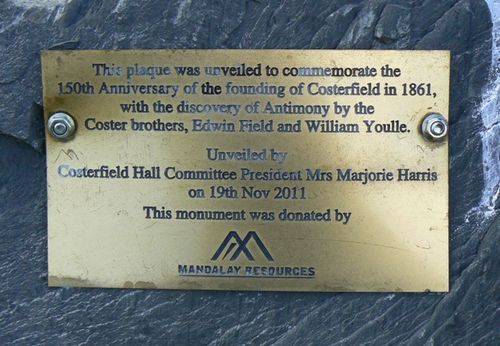 This plaque was unveiled to commemorate the
150th Anniversary of the founding of Costerfield in 1861,
with the discovery of Antimony by the
Coster brothers, Edwin Field and William Youlle.
Unveiled by
Costerfield Hall Committee President Mrs Marjorie Harris
on 19th Nov 2011
This monument was donated by
MANDALAY RESOURCES